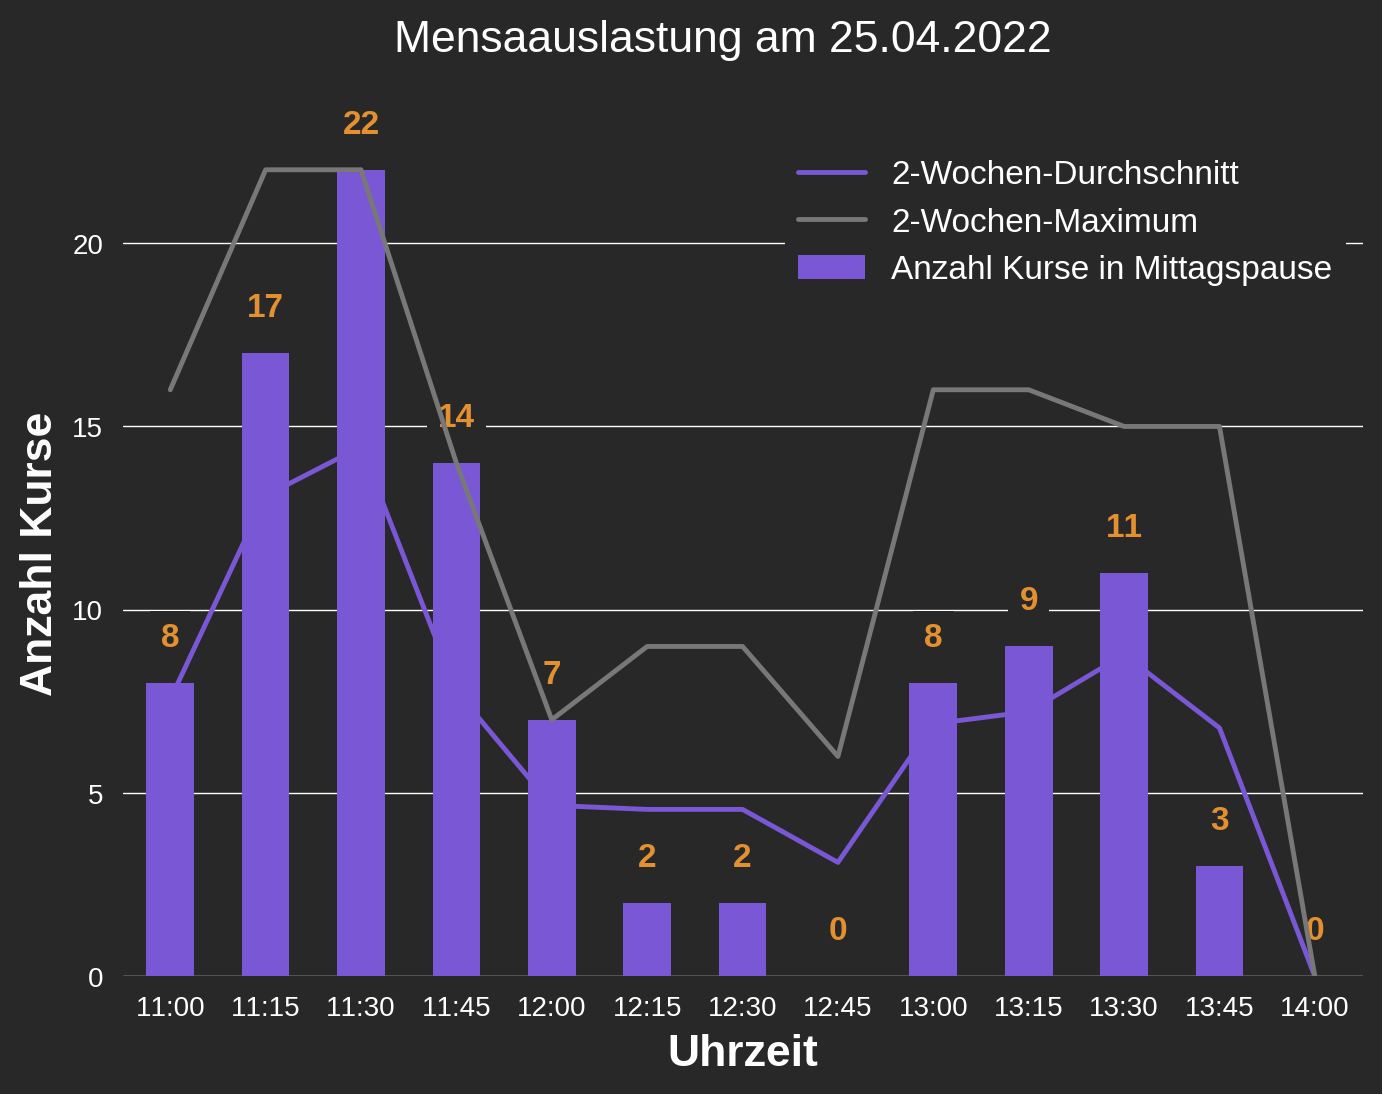 Mensaauslastung am 25.04.2022
22
2-Wochen-Durchschnitt
2-Wochen-Maximum
Anzahl Kurse in Mittagspause
20
17
15
14
11
10
9
8
8
7
5
3
2
2
0
0
0
Anzahl Kurse
11:00 11:15 11:30 11:45 12:00 12:15 12:30 12:45 13:00 13:15 13:30 13:45 14:00
Uhrzeit